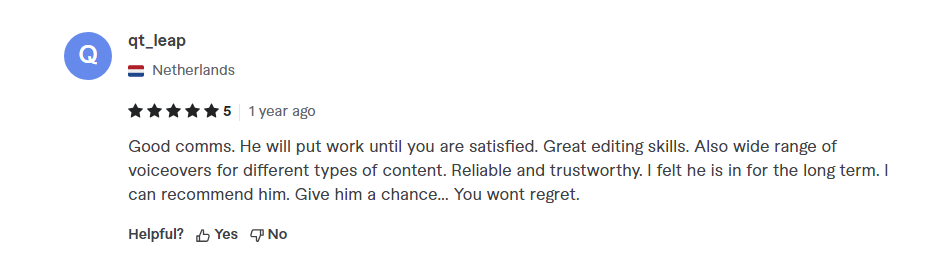 Q
qt_leap
Netherlands
5 | 1 year ago
Good comms. He will put work until you are satisfied. Great editing skills. Also wide range of
voiceovers for different types of content. Reliable and trustworthy. I felt he is in for the long term. I
can recommend him. Give him a chance... You wont regret.
Helpful? Yes No